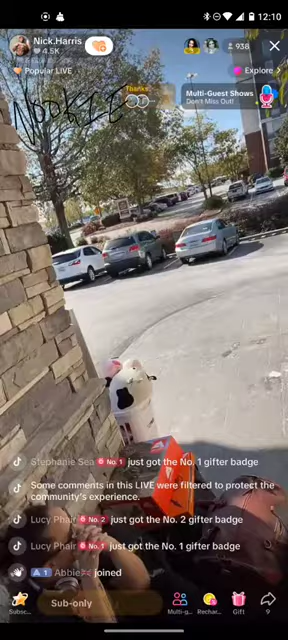 12:10
Nick.Harris
4.5K
938
Popular LIVE
Explore >
Thanks
Multi-Guest Shows
Don't Miss Out!
Stephanie Sea No. 1 just got the No. 1 gifter badge
Some comments in this LIVE were filtered to protect the
community's experience.
Lucy Phair No. 2 just got the No. 2 gifter badge
Lucy Phair No. 1 just got the No. 1 gifter badge
1 Abbie joined
Sub-only
Subsc...
Multi-g...
Rechar...
Gift
9